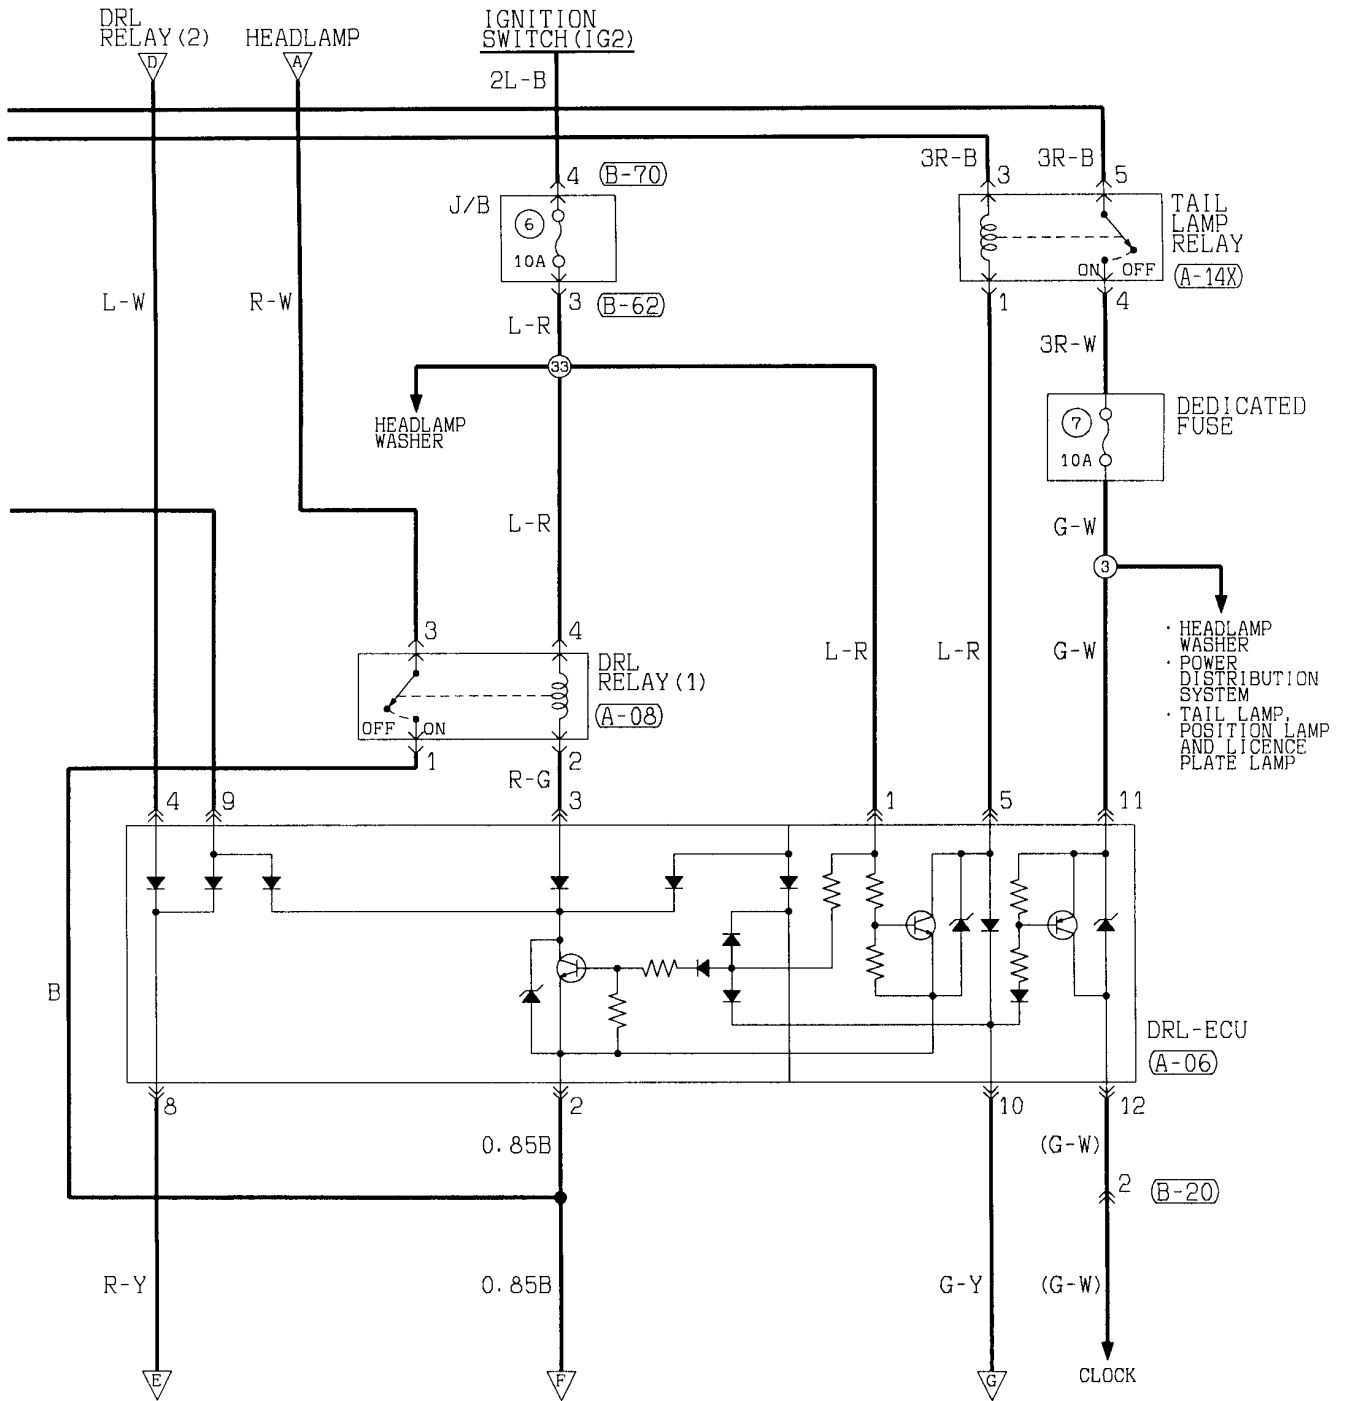 DRL
RELAY(2)
HEADLAMP
IGNITION
SWITCH(IG2)
D
A
2L-B
3R-B
3
3R-B
5
4
B-70
J/B
6
10A
TAIL
LAMP
RELAY
ON
OFF
A-14X
L-W
R-W
3
B-62
1
4
L-R
3R-W
33
HEADLAMP
WASHER
7
10A
DEDICATED
FUSE
L-R
G-W
3
3
4
L-R
L-R
G-W
· HEADLAMP
WASHER
· POWER
DISTRIBUTION
SYSTEM
· TAIL LAMP,
POSITION LAMP
AND LICENCE
PLATE LAMP
DRL
RELAY(1)
OFF
ON
A-08
1
2
R-G
4
9
3
1
5
11
B
DRL-ECU
A-06
8
2
10
12
0.85B
(G-W)
2
B-20
R-Y
0.85B
G-Y
(G-W)
E
F
G
CLOCK